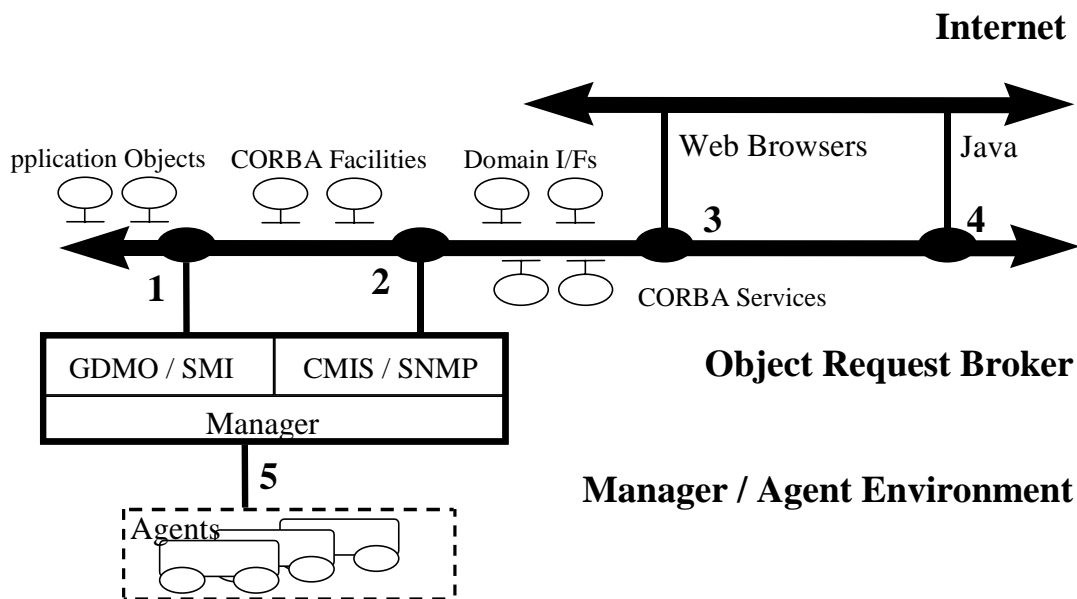 Internet
Web Browsers
Java
pplication Objects
CORBA Facilities
Domain I/Fs
3
4
1
2
CORBA Services
GDMO / SMI
CMIS / SNMP
Object Request Broker
Manager
5
Manager / Agent Environment
Agents